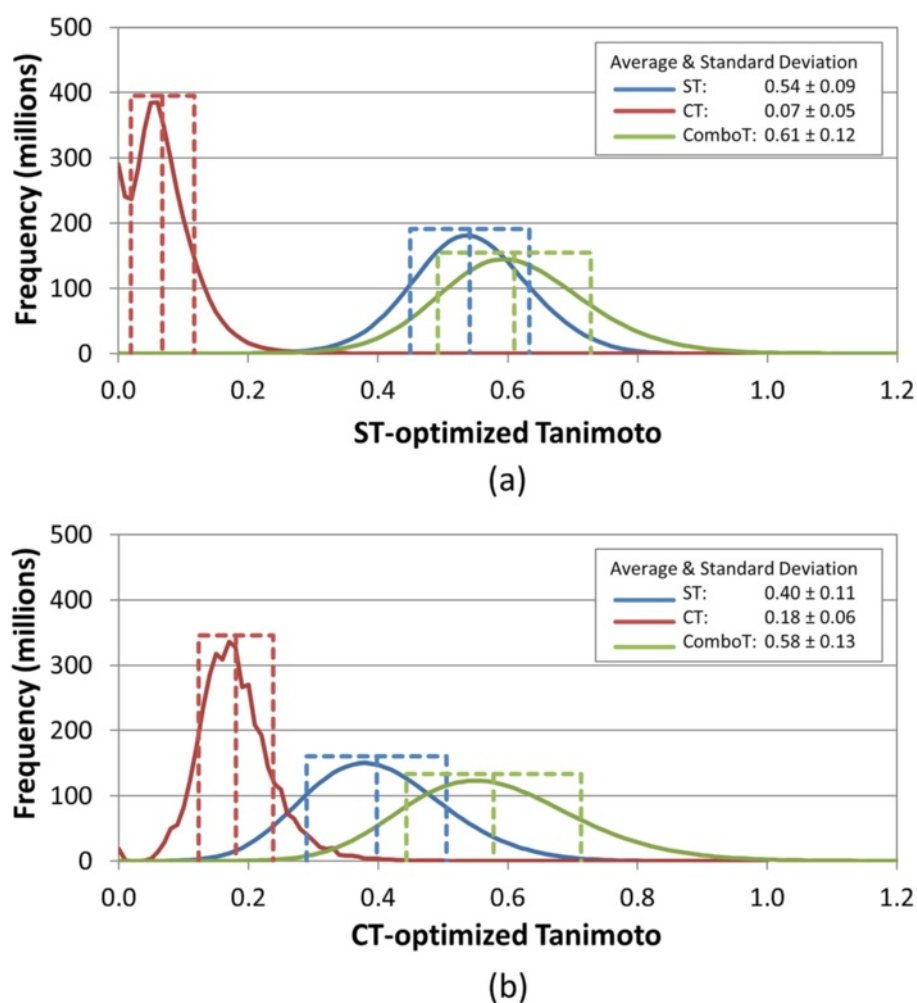 500
400
300
200
100
0
Frequency (millions)
Average & Standard Deviation
ST: 0.54 ± 0.09
CT: 0.07 ± 0.05
ComboT: 0.61 ± 0.12
0.0 0.2 0.4 0.6 0.8 1.0 1.2
ST-optimized Tanimoto
(a)
500
400
300
200
100
0
Frequency (millions)
Average & Standard Deviation
ST: 0.40 ± 0.11
CT: 0.18 ± 0.06
ComboT: 0.58 ± 0.13
0.0 0.2 0.4 0.6 0.8 1.0 1.2
CT-optimized Tanimoto
(b)